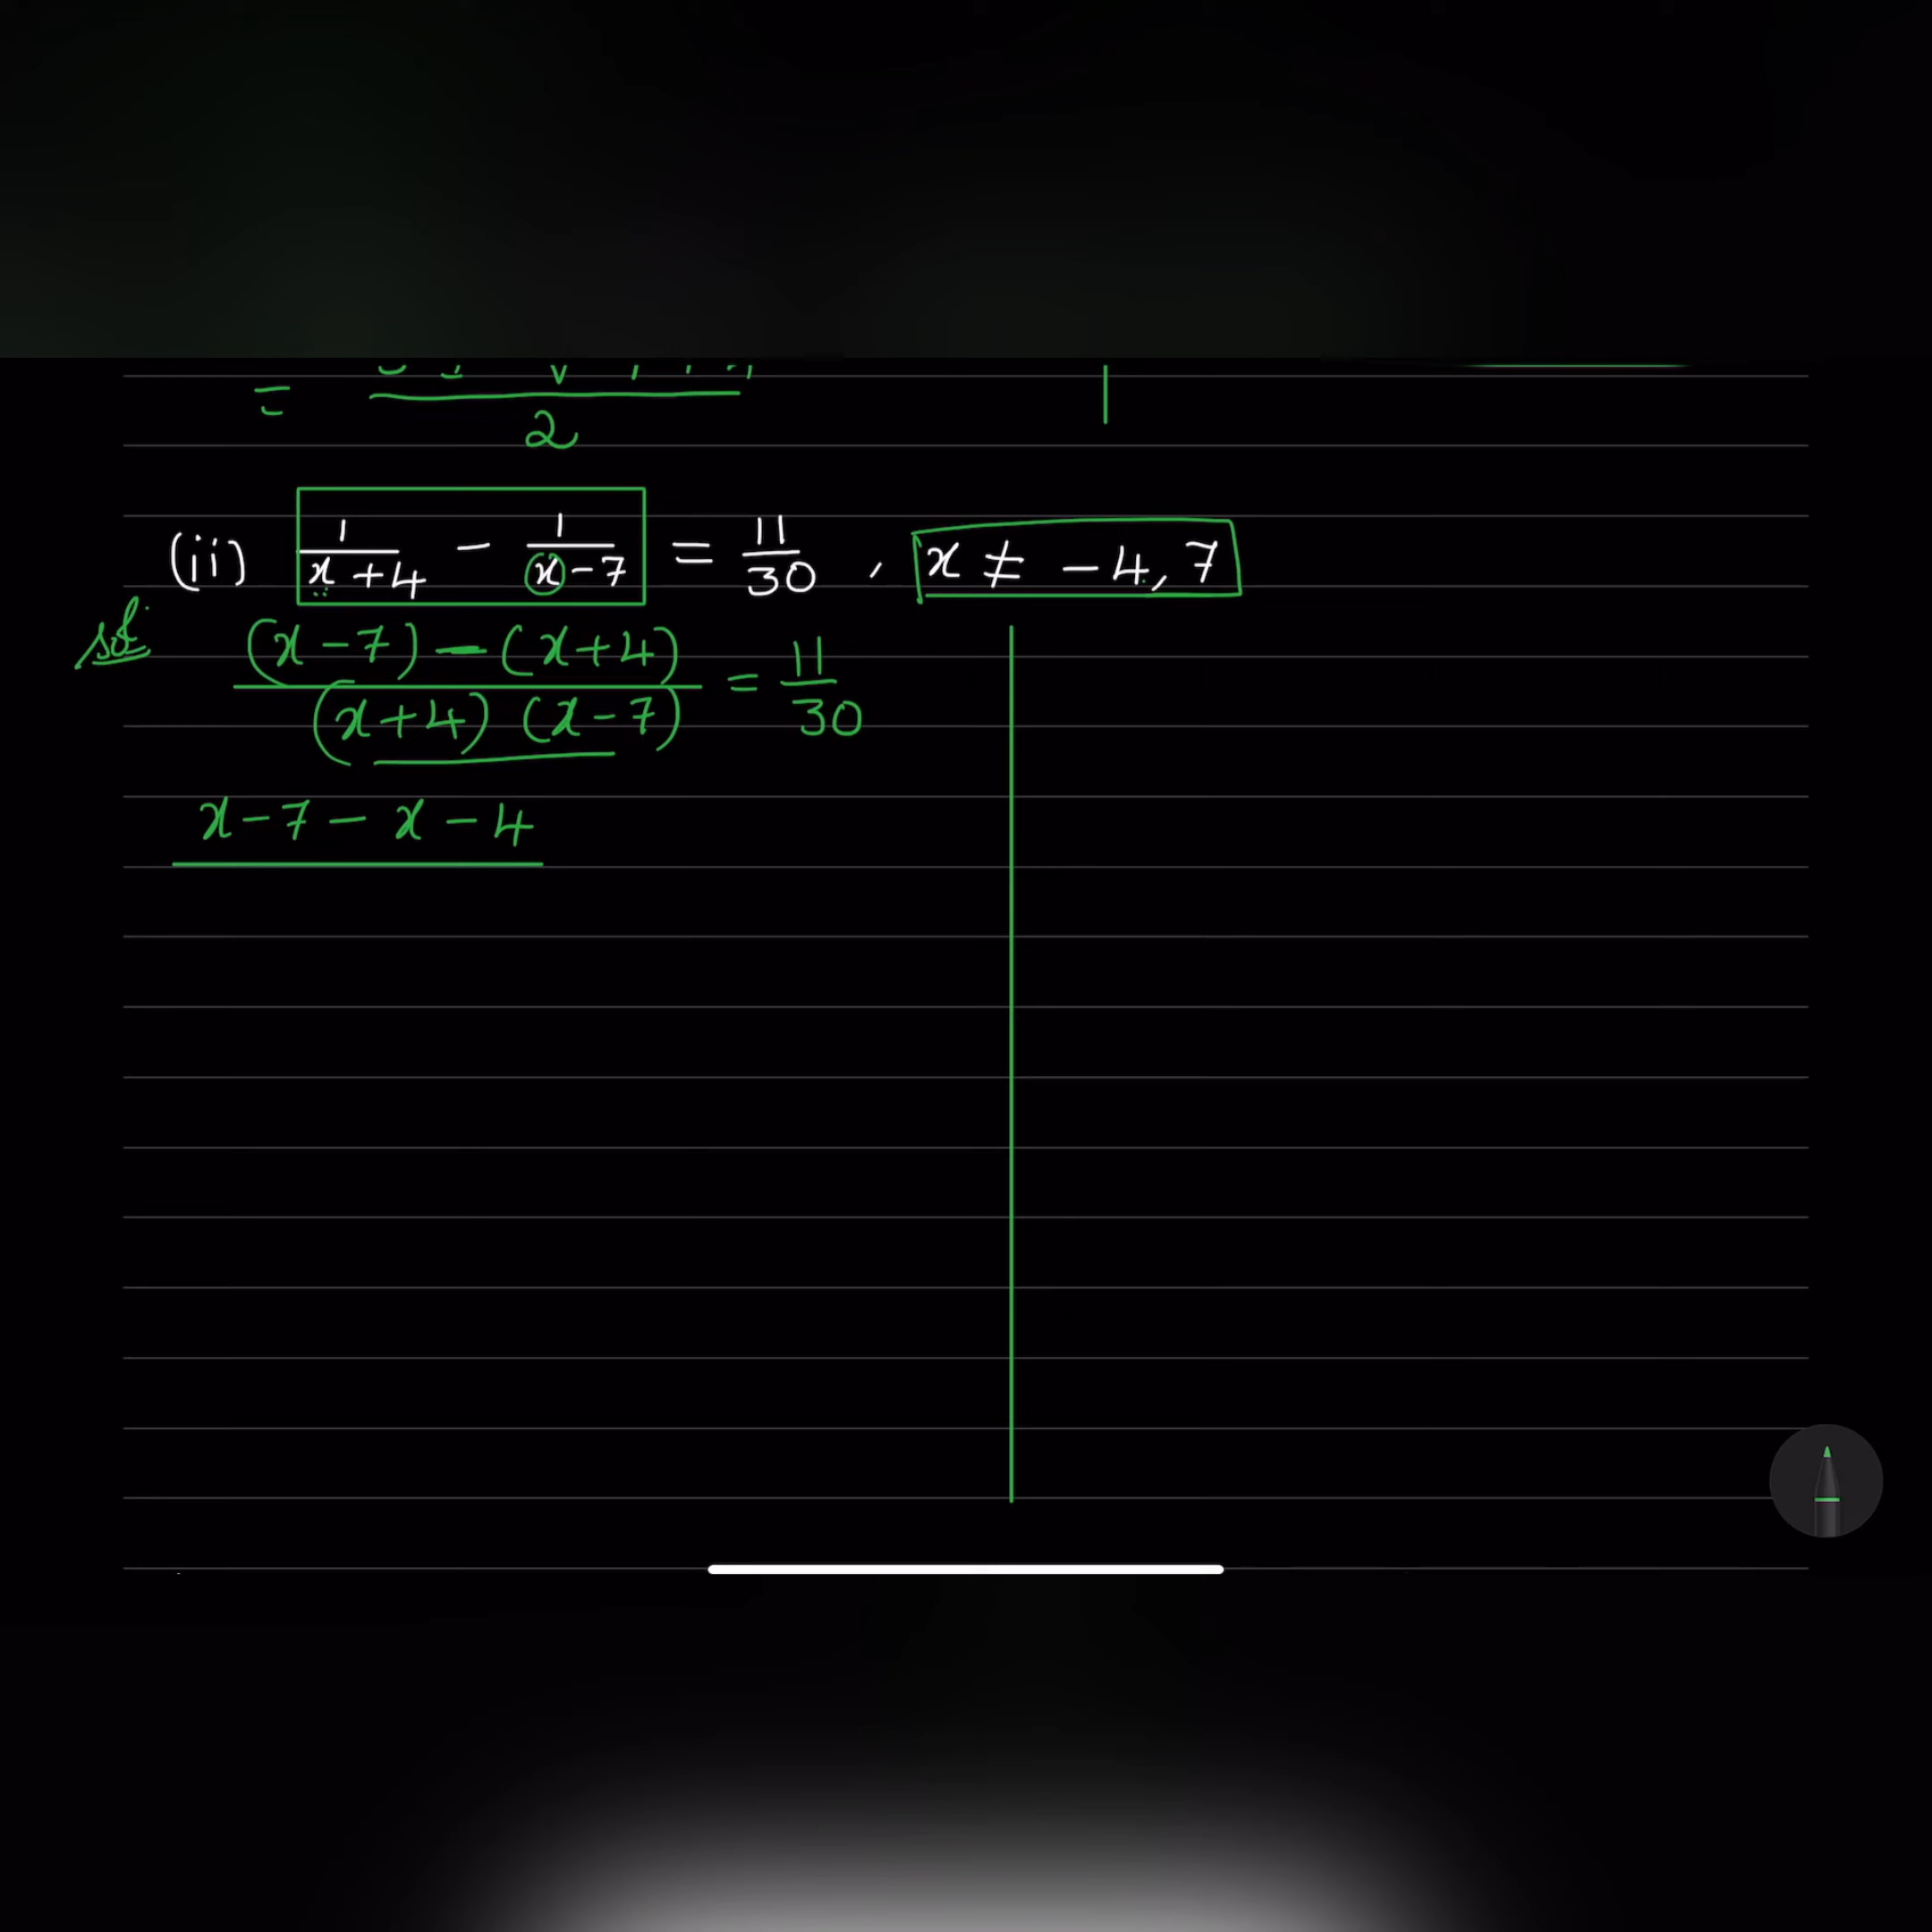 =
2
(ii) 1/(x+4) - 1/(x-7) = 11/30 , x ≠ -4, 7
sol.
((x-7) - (x+4))/((x+4)(x-7)) = 11/30
x-7-x-4